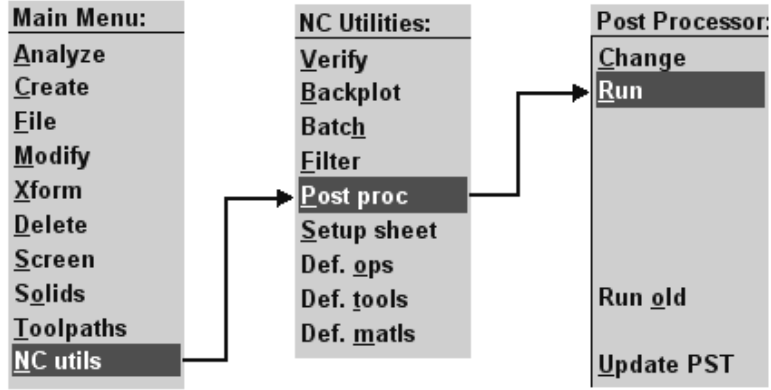 Main Menu:
Analyze
Create
File
Modify
Xform
Delete
Screen
Solids
Toolpaths
NC utils
NC Utilities:
Verify
Backplot
Batch
Filter
Post proc
Setup sheet
Def. ops
Def. tools
Def. matls
Post Processor:
Change
Run
Run old
Update PST